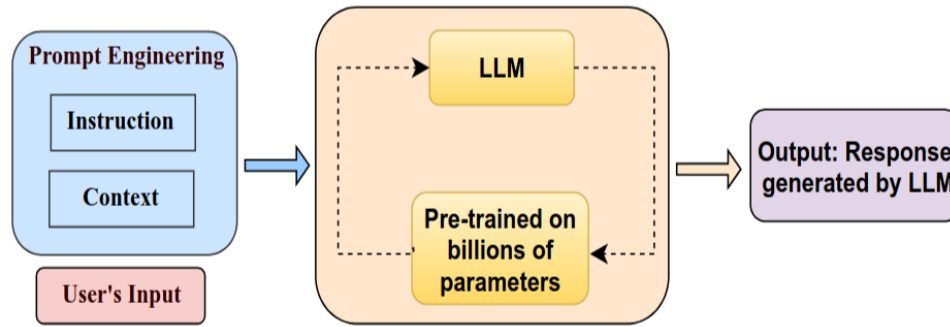 Prompt Engineering
Instruction
Context
User's Input
LLM
Pre-trained on
billions of
parameters
Output: Response
generated by LLM